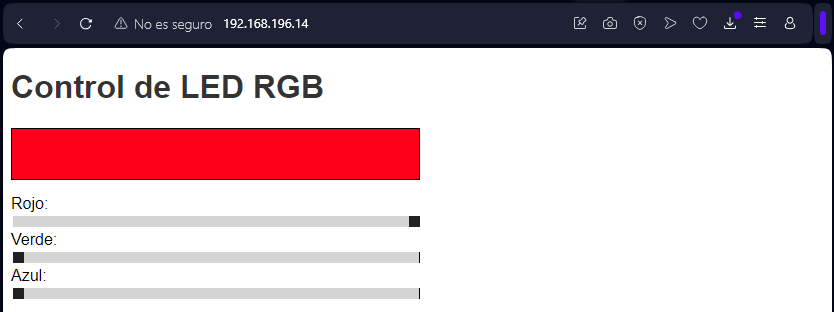 No es seguro 192.168.196.14
Control de LED RGB
Rojo:
Verde:
Azul: